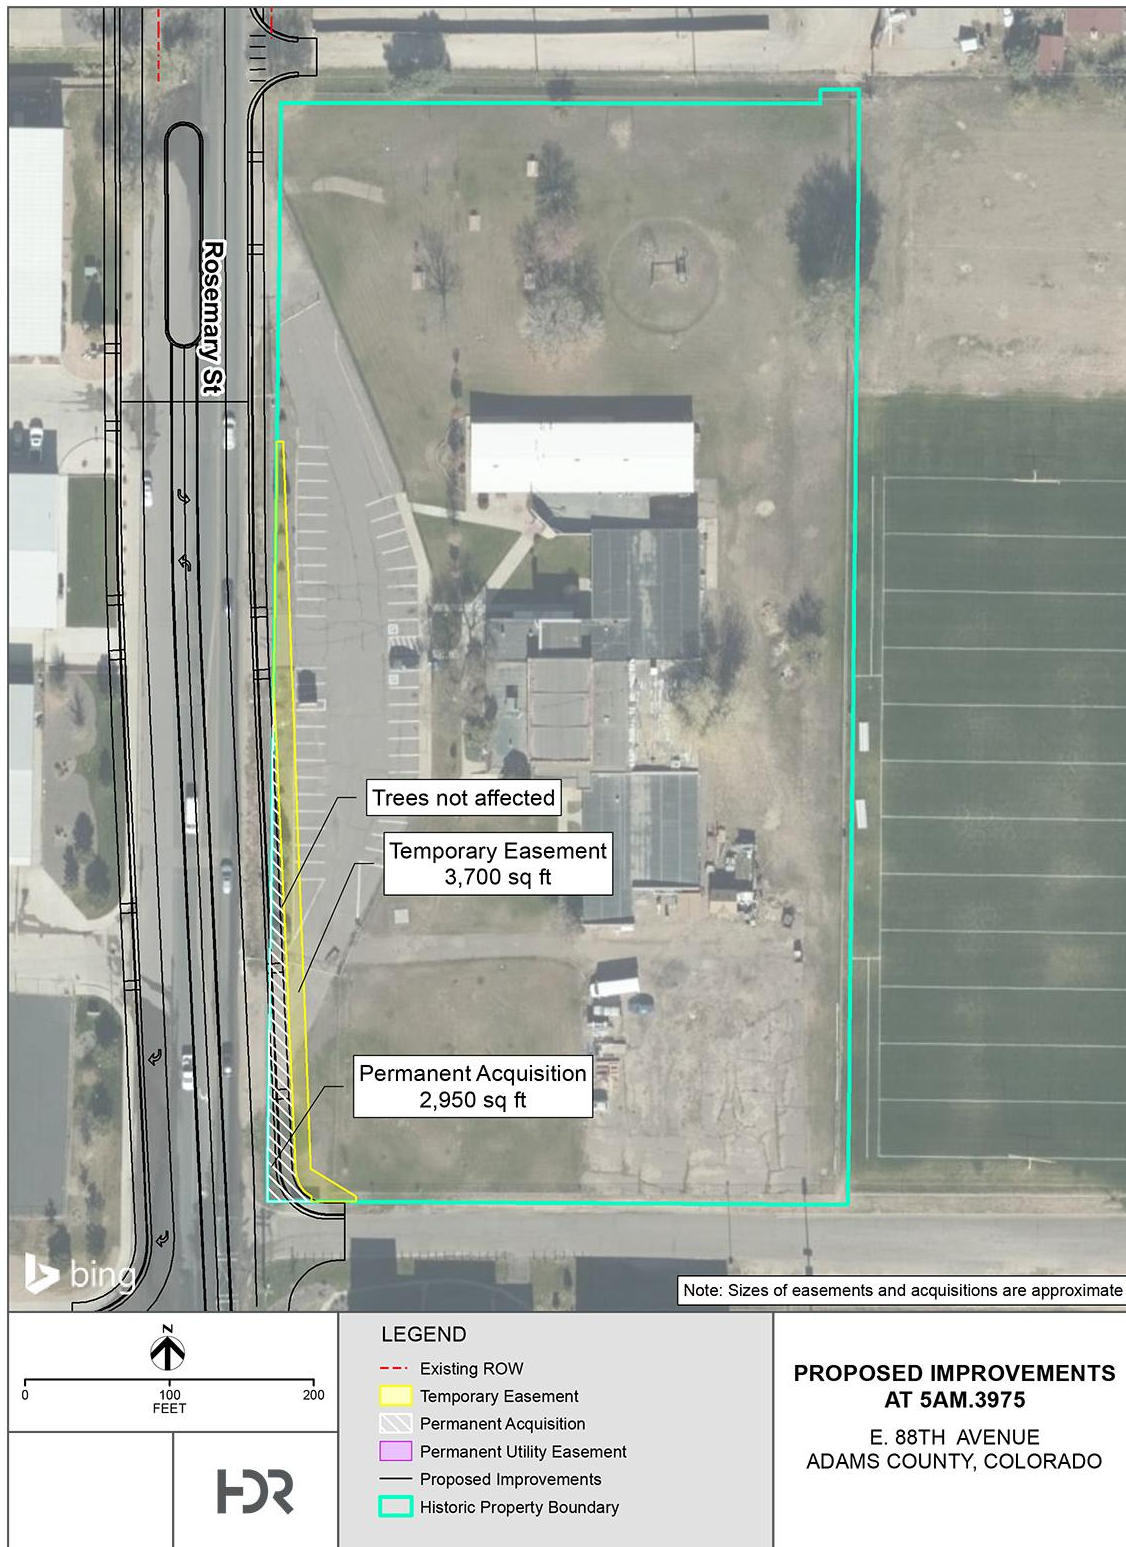 Rosemary St
Trees not affected
Temporary Easement
3,700 sq ft
Permanent Acquisition
2,950 sq ft
bing
Note: Sizes of easements and acquisitions are approximate
N
0
100
200
FEET
HDR
LEGEND
Existing ROW
Temporary Easement
Permanent Acquisition
Permanent Utility Easement
Proposed Improvements
Historic Property Boundary
PROPOSED IMPROVEMENTS
AT 5AM.3975
E. 88TH AVENUE
ADAMS COUNTY, COLORADO